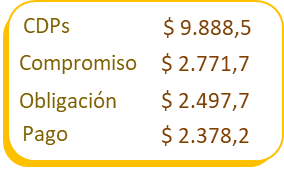 CDPs $ 9.888,5
Compromiso $ 2.771,7
Obligación $ 2.497,7
Pago $ 2.378,2